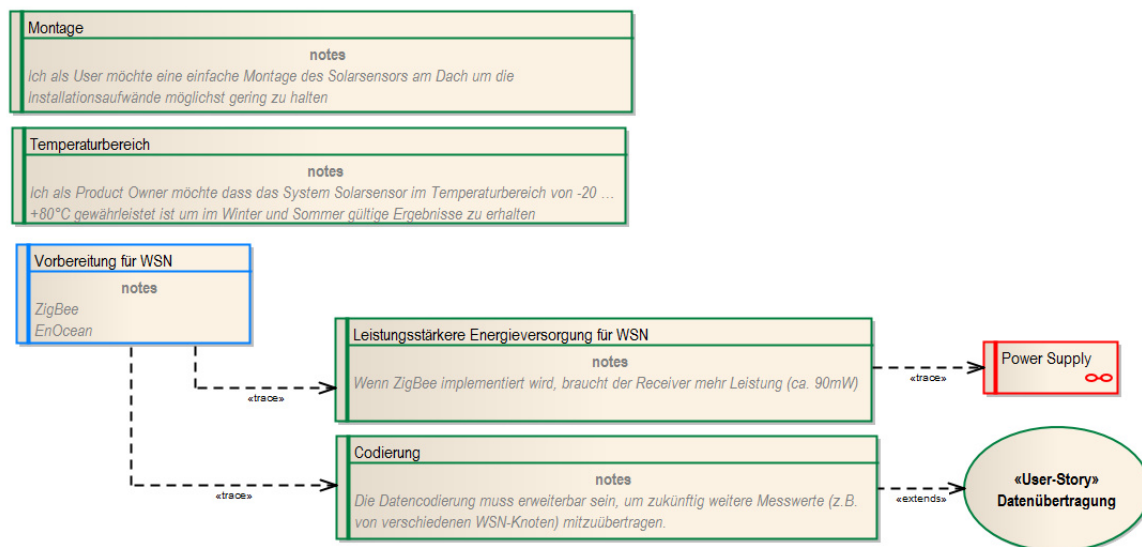 Montage
notes
Ich als User möchte eine einfache Montage des Solarsensors am Dach um die
Installationsaufwände möglichst gering zu halten
Temperaturbereich
notes
Ich als Product Owner möchte dass das System Solarsensor im Temperaturbereich von -20 ...
+80°C gewährleistet ist um im Winter und Sommer gültige Ergebnisse zu erhalten
Vorbereitung für WSN
notes
ZigBee
EnOcean
Leistungsstärkere Energieversorgung für WSN
notes
Wenn ZigBee implementiert wird, braucht der Receiver mehr Leistung (ca. 90mW)
«trace»
«trace»
Power Supply
Codierung
notes
Die Datencodierung muss erweiterbar sein, um zukünftig weitere Messwerte (z.B.
von verschiedenen WSN-Knoten) mitzuübertragen.
«trace»
«extends»
«User-Story»
Datenübertragung